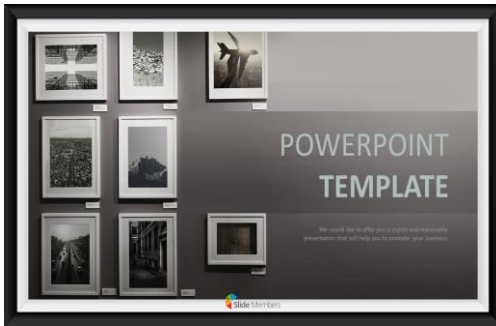 POWERPOINT
TEMPLATE
We would like to offer you a stylish and reasonable
presentation that will help you to promote your business
Slide Members